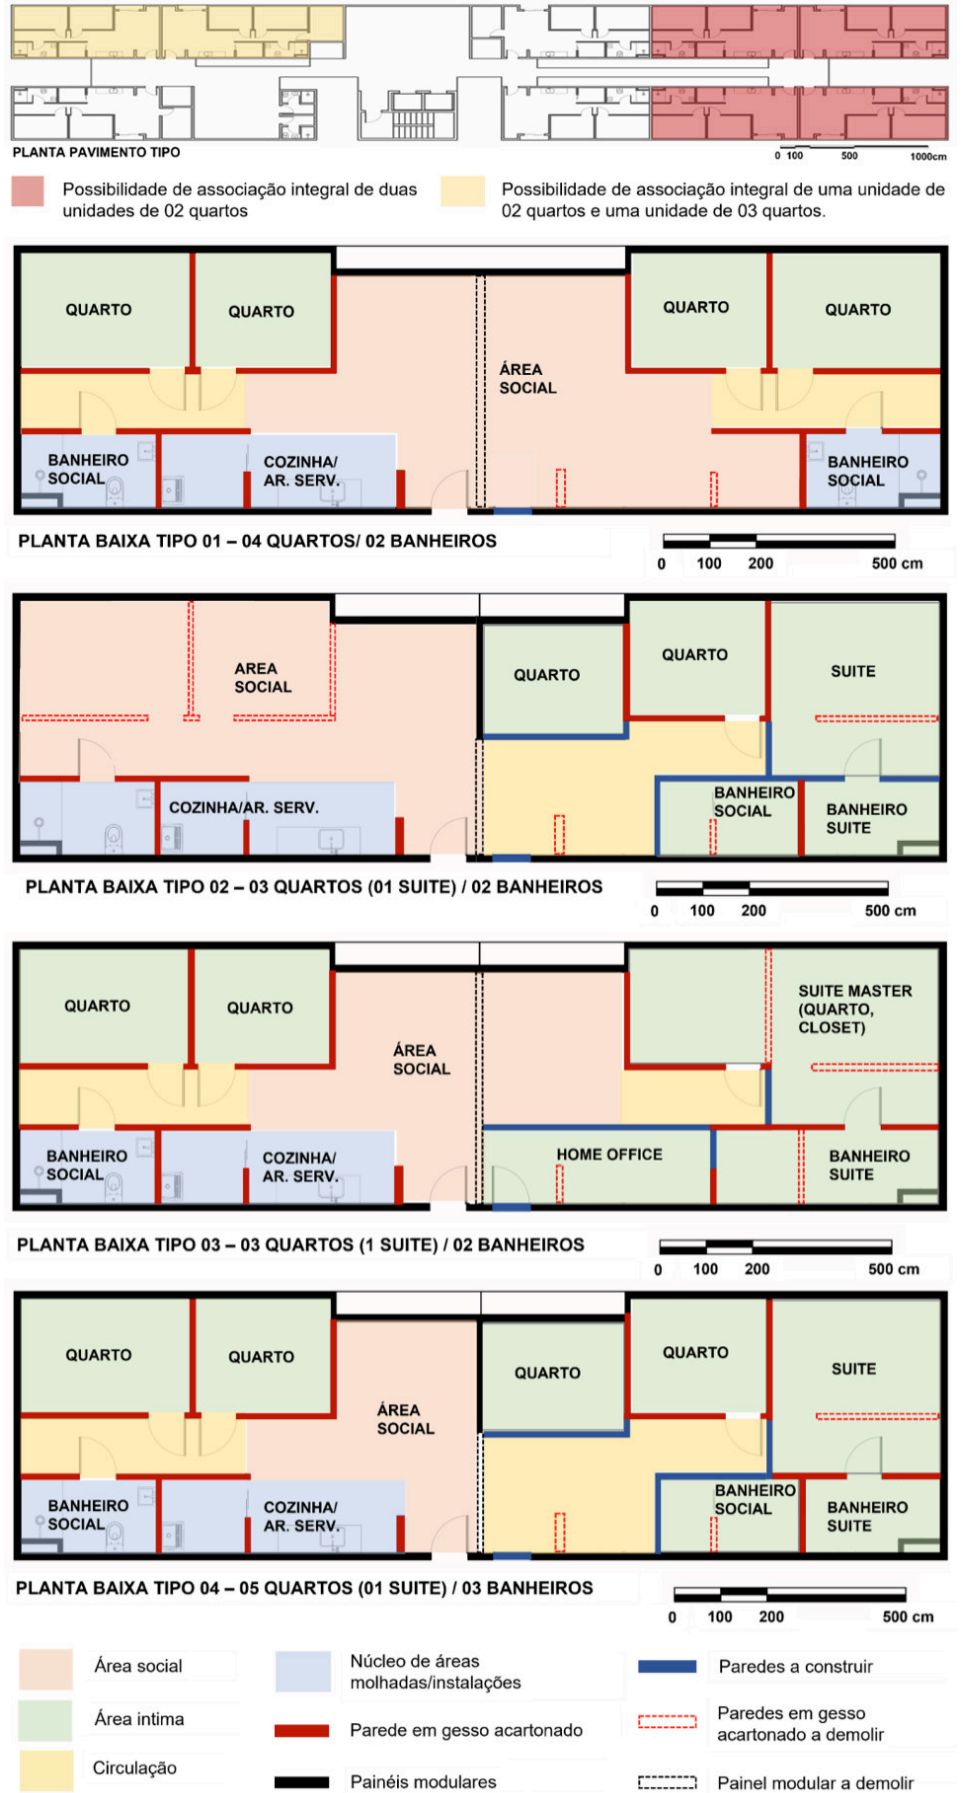 PLANTA PAVIMENTO TIPO
0 100 500 1000cm
Possibilidade de associação integral de duas
unidades de 02 quartos
Possibilidade de associação integral de uma unidade de
02 quartos e uma unidade de 03 quartos.
QUARTO
QUARTO
QUARTO
QUARTO
ÁREA
SOCIAL
BANHEIRO
SOCIAL
COZINHA/
AR. SERV.
BANHEIRO
SOCIAL
PLANTA BAIXA TIPO 01 – 04 QUARTOS/ 02 BANHEIROS
0 100 200 500 cm
AREA
SOCIAL
QUARTO
QUARTO
SUITE
COZINHA/AR. SERV.
BANHEIRO
SOCIAL
BANHEIRO
SUITE
PLANTA BAIXA TIPO 02 – 03 QUARTOS (01 SUITE) / 02 BANHEIROS
0 100 200 500 cm
QUARTO
QUARTO
ÁREA
SOCIAL
SUITE MASTER
(QUARTO,
CLOSET)
BANHEIRO
SOCIAL
COZINHA/
AR. SERV.
HOME OFFICE
BANHEIRO
SUITE
PLANTA BAIXA TIPO 03 – 03 QUARTOS (1 SUITE) / 02 BANHEIROS
0 100 200 500 cm
QUARTO
QUARTO
ÁREA
SOCIAL
QUARTO
QUARTO
SUITE
BANHEIRO
SOCIAL
COZINHA/
AR. SERV.
BANHEIRO
SOCIAL
BANHEIRO
SUITE
PLANTA BAIXA TIPO 04 – 05 QUARTOS (01 SUITE) / 03 BANHEIROS
0 100 200 500 cm
Área social
Núcleo de áreas
molhadas/instalações
Paredes a construir
Área intima
Parede em gesso acartonado
Paredes em gesso
acartonado a demolir
Circulação
Painéis modulares
Painel modular a demolir